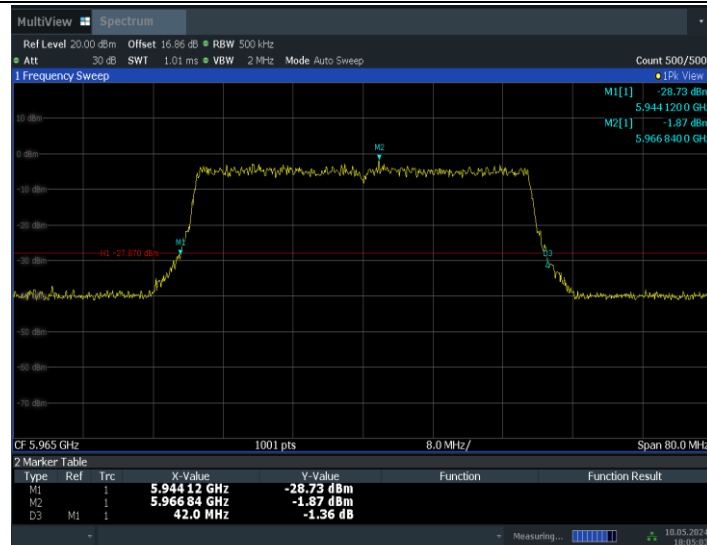 MultiView Spectrum
Ref Level 20.00 dBm Offset 16.86 dB RBW 500 kHz
Att 30 dB SWT 1.01 ms VBW 2 MHz Mode Auto Sweep Count 500/500
1 Frequency Sweep 1Pk View
M1[1] -28.73 dBm
5.944 120 0 GHz
10 dBm
M2[1] -1.87 dBm
5.966 840 0 GHz
M2
0 dBm
-10 dBm
-20 dBm
M1
H1 -27.870 dBm
D3
-30 dBm
-40 dBm
-50 dBm
-60 dBm
-70 dBm
CF 5.965 GHz 1001 pts 8.0 MHz/ Span 80.0 MHz
2 Marker Table
Type Ref Trc X-Value Y-Value Function Function Result
M1 1 5.944 12 GHz -28.73 dBm
M2 1 5.966 84 GHz -1.87 dBm
D3 M1 1 42.0 MHz -1.36 dB
Measuring... 10.05.2024